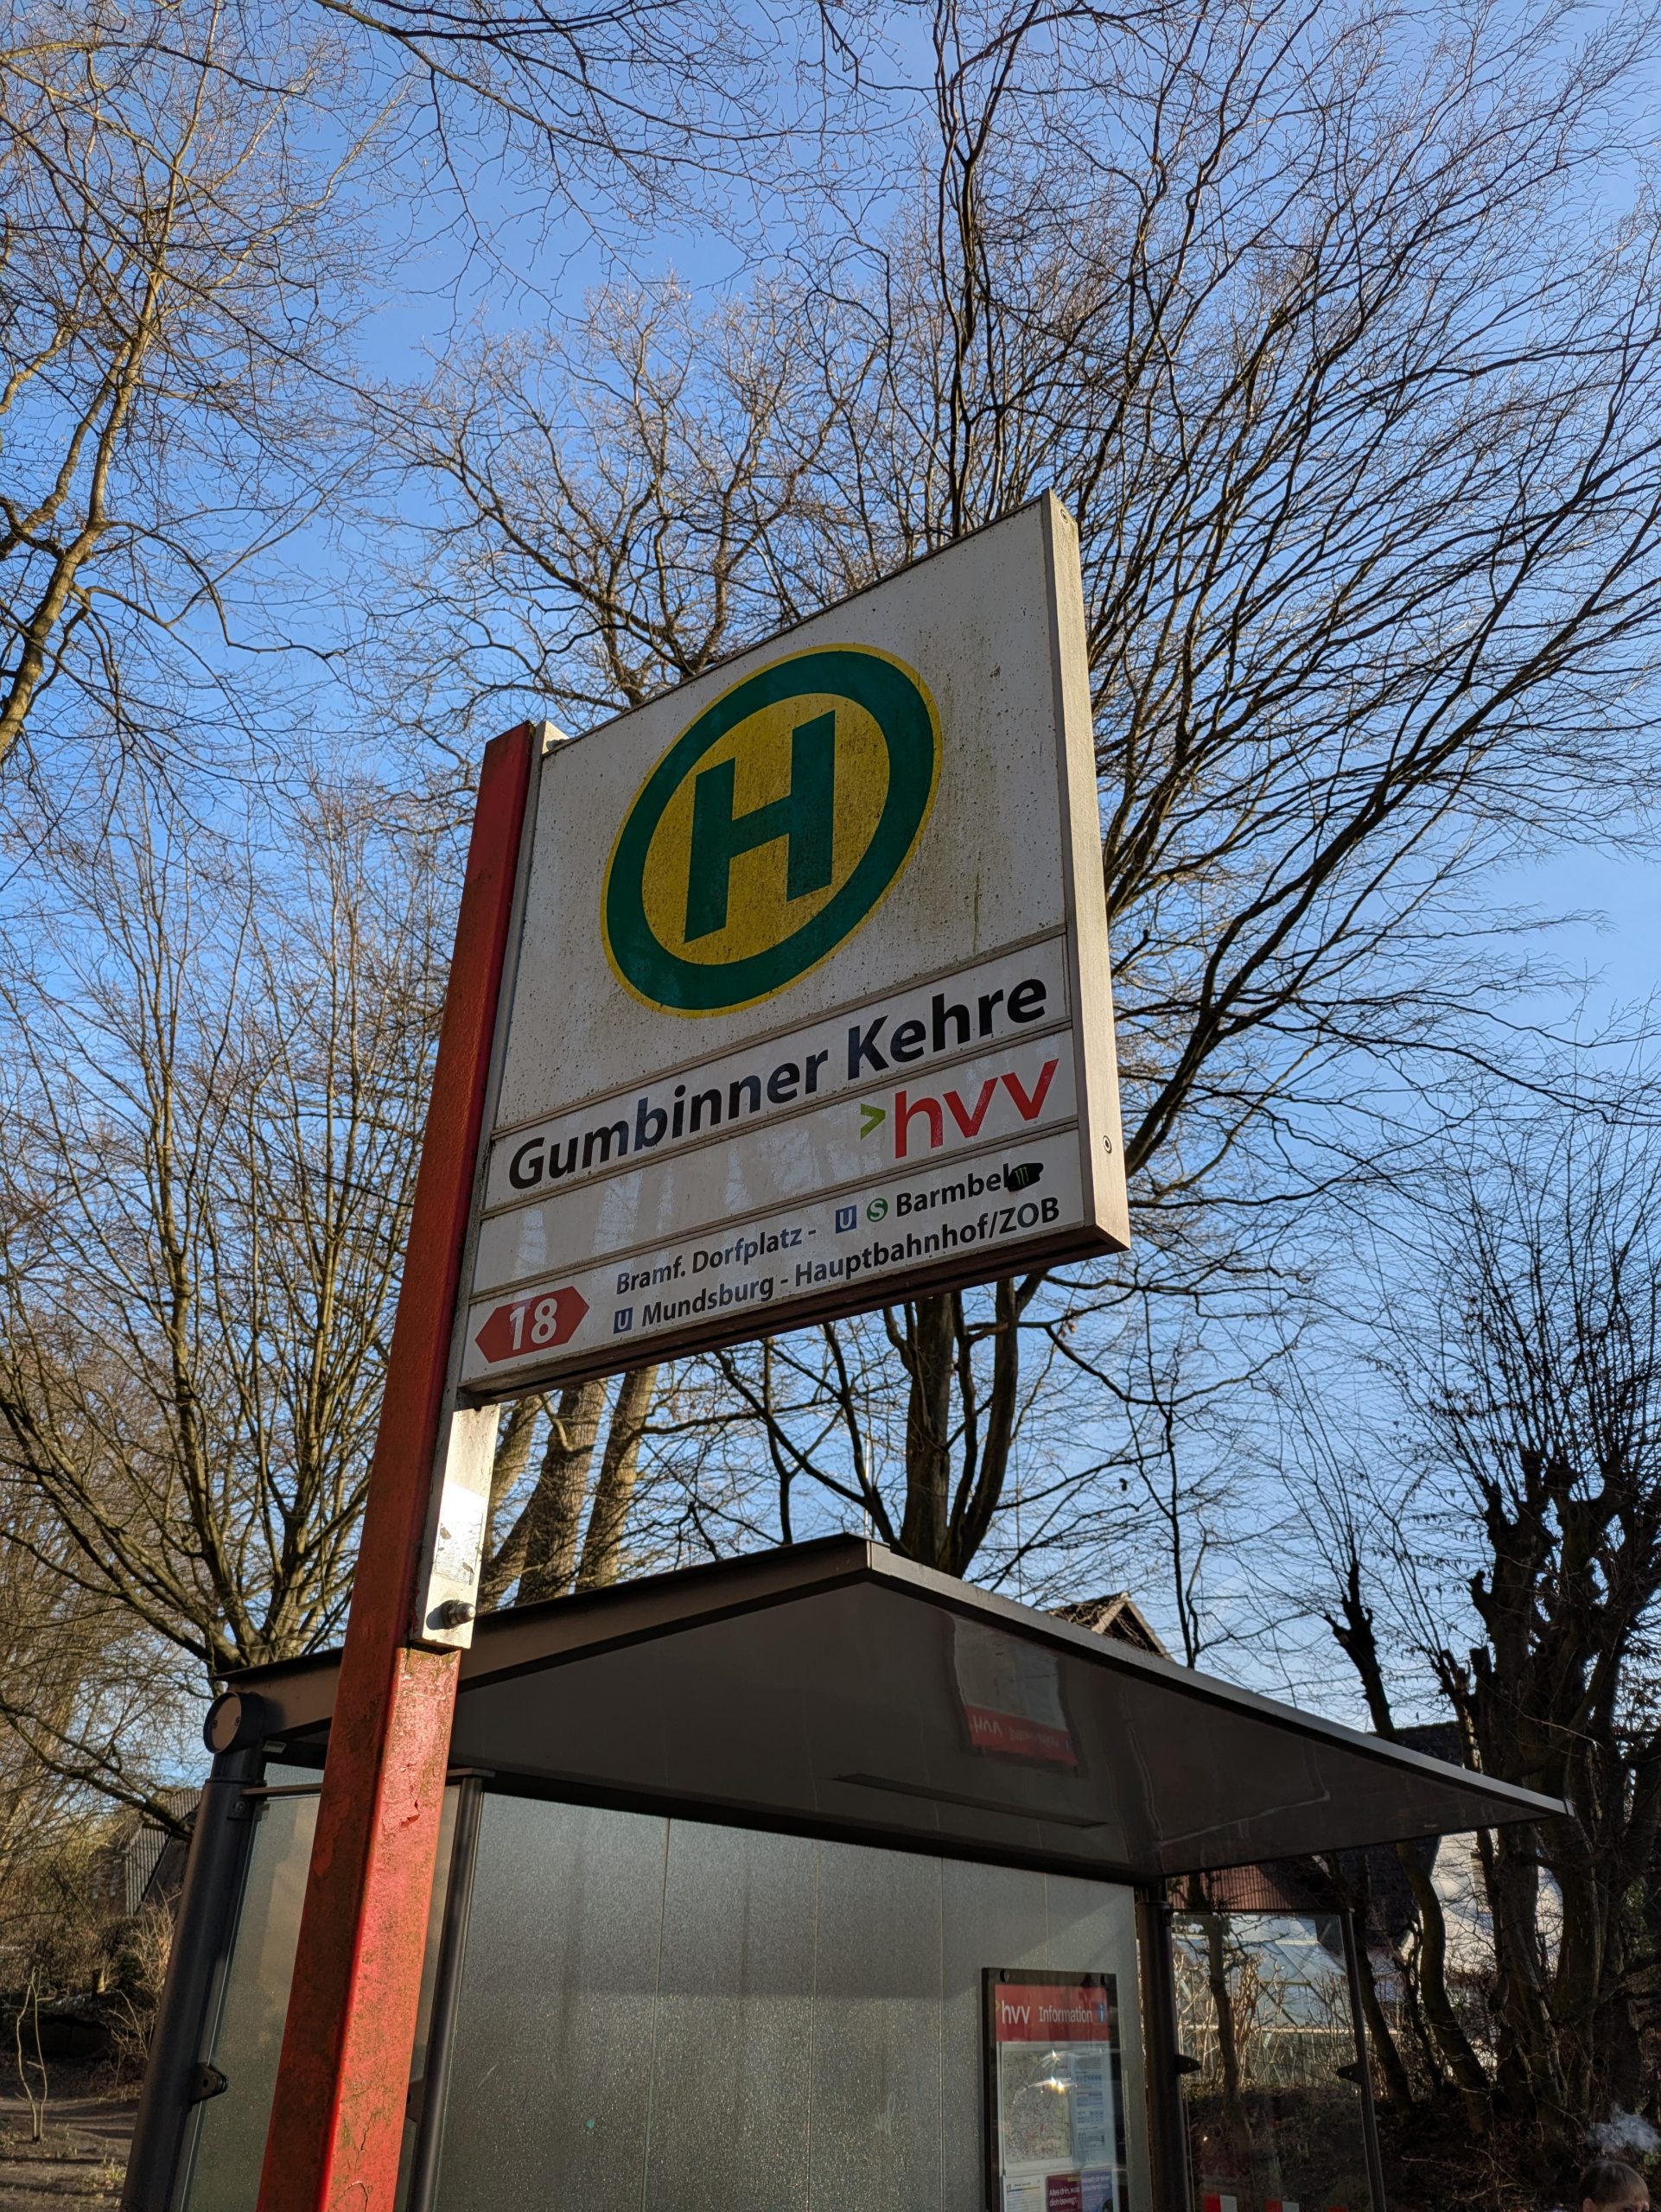 H
Gumbinner Kehre
hvv
18
Bramf. Dorfplatz - U S Barmbek
U Mundsburg - Hauptbahnhof/ZOB
hvv Information i